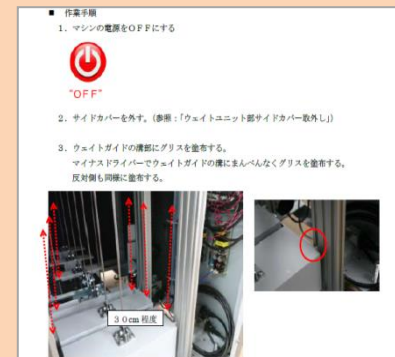 ■ 作業手順
1．マシンの電源をＯＦＦにする
"OFF"
2．サイドカバーを外す。(参照：「ウェイトユニット部サイドカバー取外し」)
3．ウェイトガイドの溝部にグリスを塗布する。
マイナスドライバーでウェイトガイドの溝にまんべんなくグリスを塗布する。
反対側も同様に塗布する。
３０cm 程度